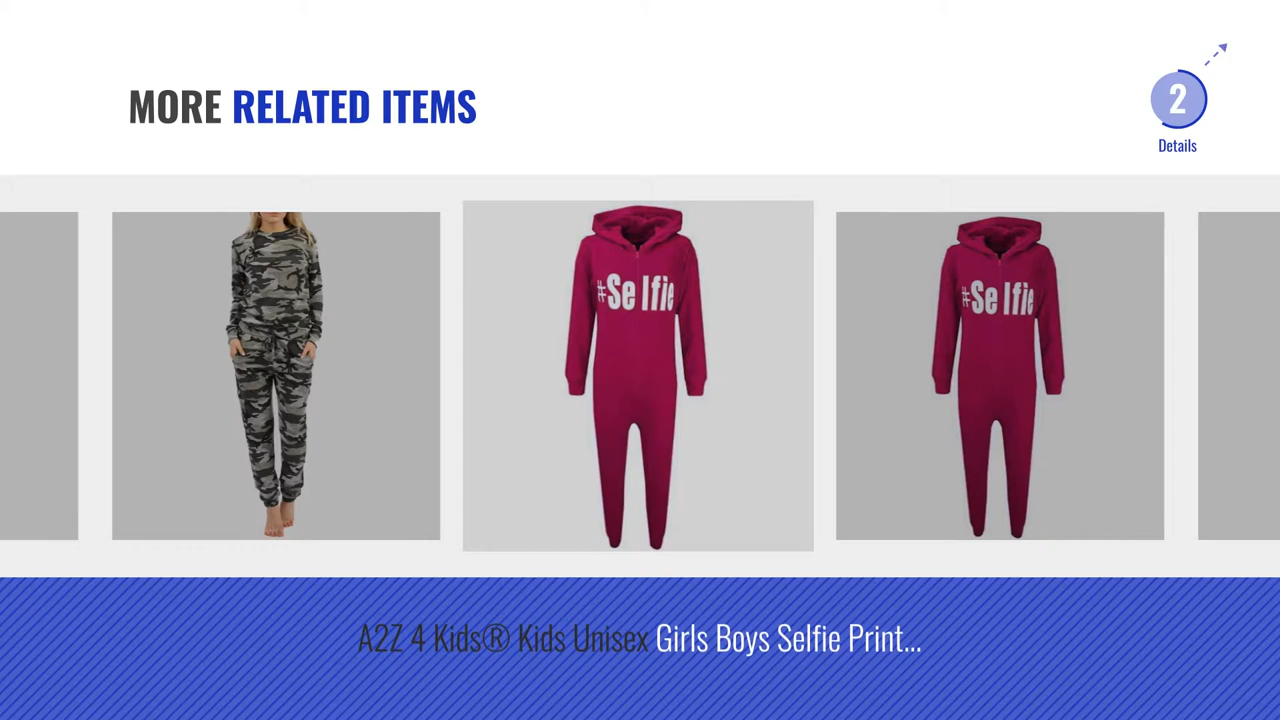 MORE RELATED ITEMS
2
Details
#Selfie
#Selfie
A2Z 4 Kids® Kids Unisex Girls Boys Selfie Print...